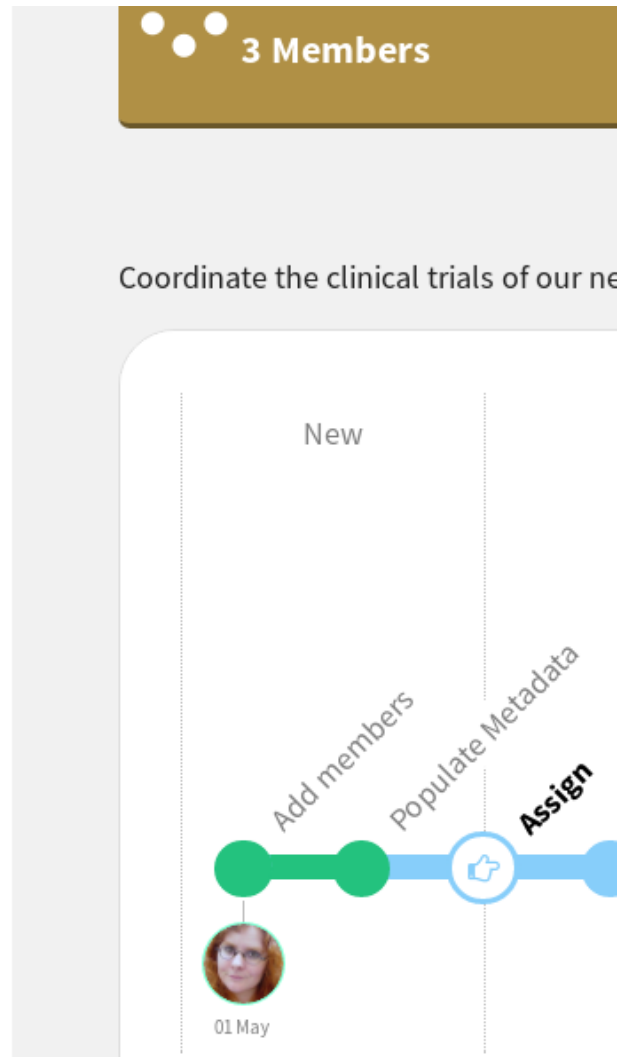 3 Members
Coordinate the clinical trials of our ne
New
Add members
Populate Metadata
Assign
01 May